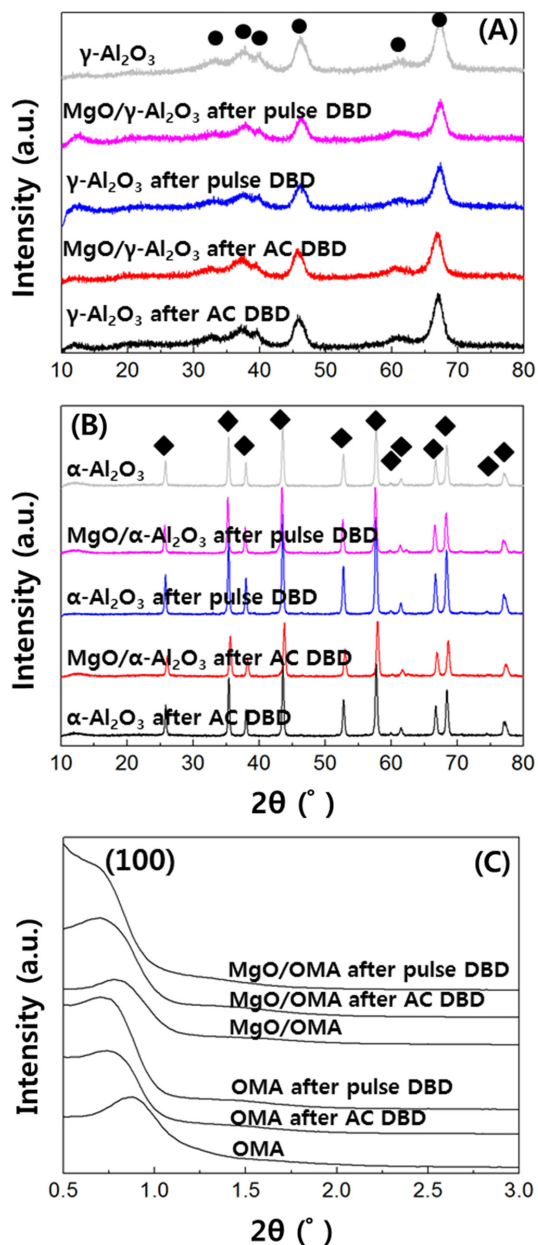 (A)
γ-Al₂O₃
MgO/γ-Al₂O₃ after pulse DBD
γ-Al₂O₃ after pulse DBD
MgO/γ-Al₂O₃ after AC DBD
γ-Al₂O₃ after AC DBD
Intensity (a.u.)
10 20 30 40 50 60 70 80
(B)
α-Al₂O₃
MgO/α-Al₂O₃ after pulse DBD
α-Al₂O₃ after pulse DBD
MgO/α-Al₂O₃ after AC DBD
α-Al₂O₃ after AC DBD
Intensity (a.u.)
10 20 30 40 50 60 70 80
2θ (°)
(100) (C)
MgO/OMA after pulse DBD
MgO/OMA after AC DBD
MgO/OMA
OMA after pulse DBD
OMA after AC DBD
OMA
Intensity (a.u.)
0.5 1.0 1.5 2.0 2.5 3.0
2θ (°)